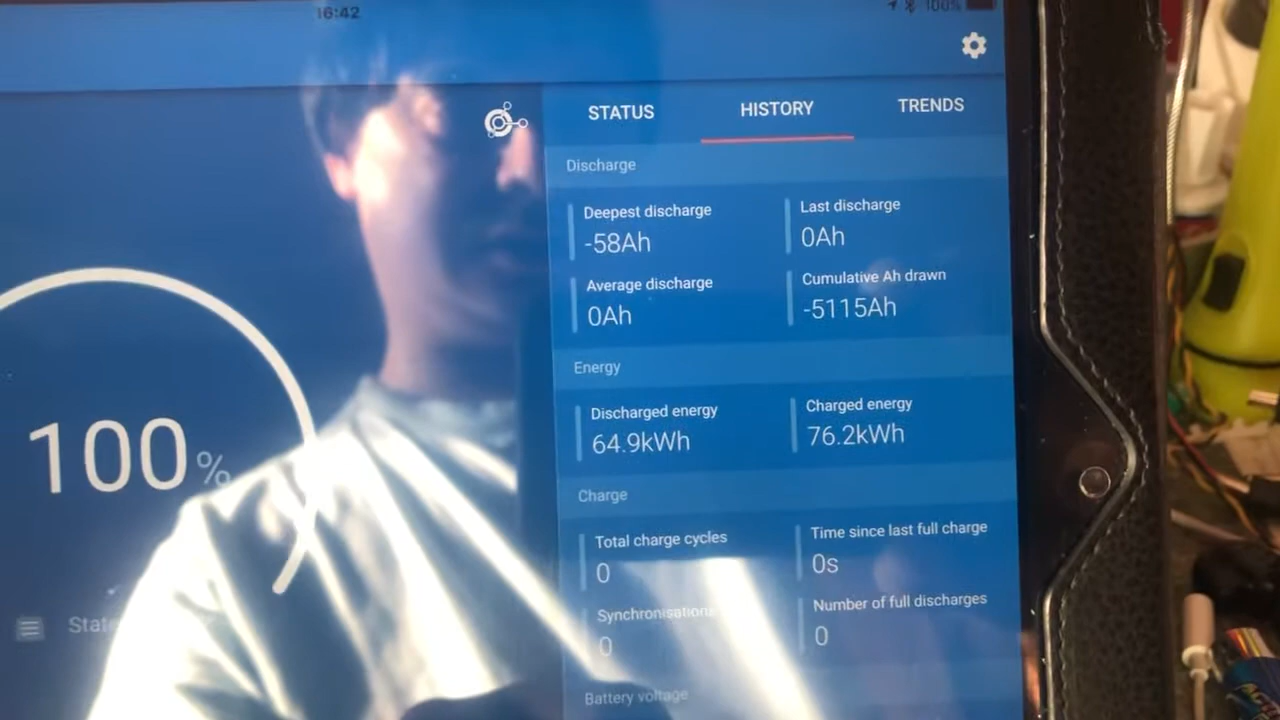 16:42
100%
STATUS HISTORY TRENDS
Discharge
Deepest discharge
-58Ah
Last discharge
0Ah
Average discharge
0Ah
Cumulative Ah drawn
-5115Ah
Energy
Discharged energy
64.9kWh
Charged energy
76.2kWh
Charge
Total charge cycles
0
Time since last full charge
0s
Synchronisations
0
Number of full discharges
0
Battery voltage
100%